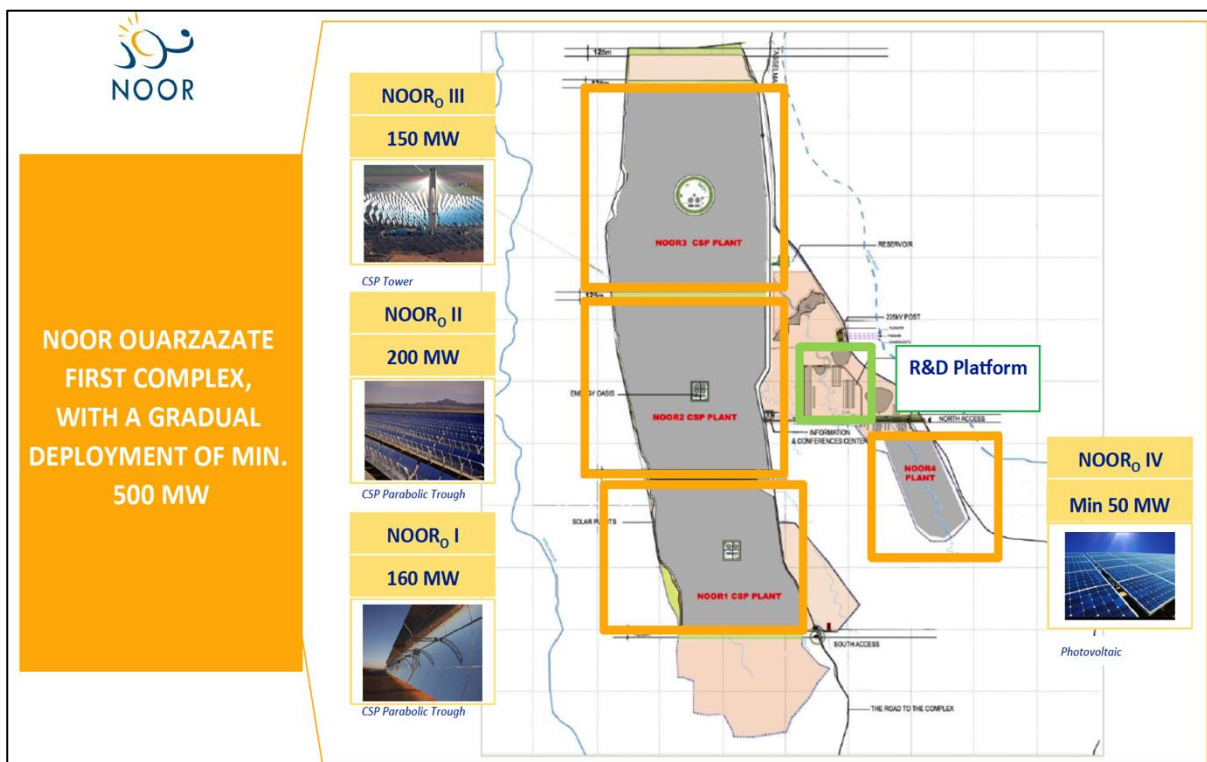 NOOR
NOOR OUARZAZATE
FIRST COMPLEX,
WITH A GRADUAL
DEPLOYMENT OF MIN.
500 MW
NOORO III
150 MW
CSP Tower
NOORO II
200 MW
CSP Parabolic Trough
NOORO I
160 MW
CSP Parabolic Trough
125m
NOOR3 CSP PLANT
RESERVOIR
125m
225kV POST
R&D Platform
ENERGY OASIS
NOOR2 CSP PLANT
NORTH ACCESS
INFORMATION
& CONFERENCES CENTER
NOOR4
PLANT
SOLAR PLANTS
NOOR1 CSP PLANT
SOUTH ACCESS
THE ROAD TO THE COMPLEX
NOORO IV
Min 50 MW
Photovoltaic